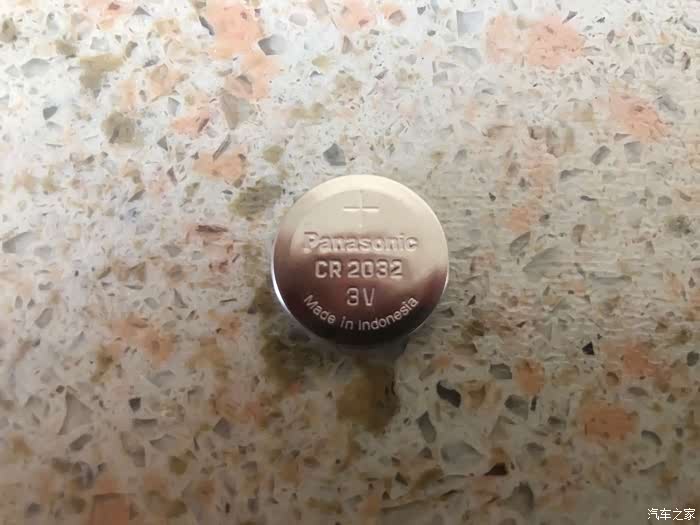 +
Panasonic
CR 2032
3V
Made in Indonesia
汽车之家